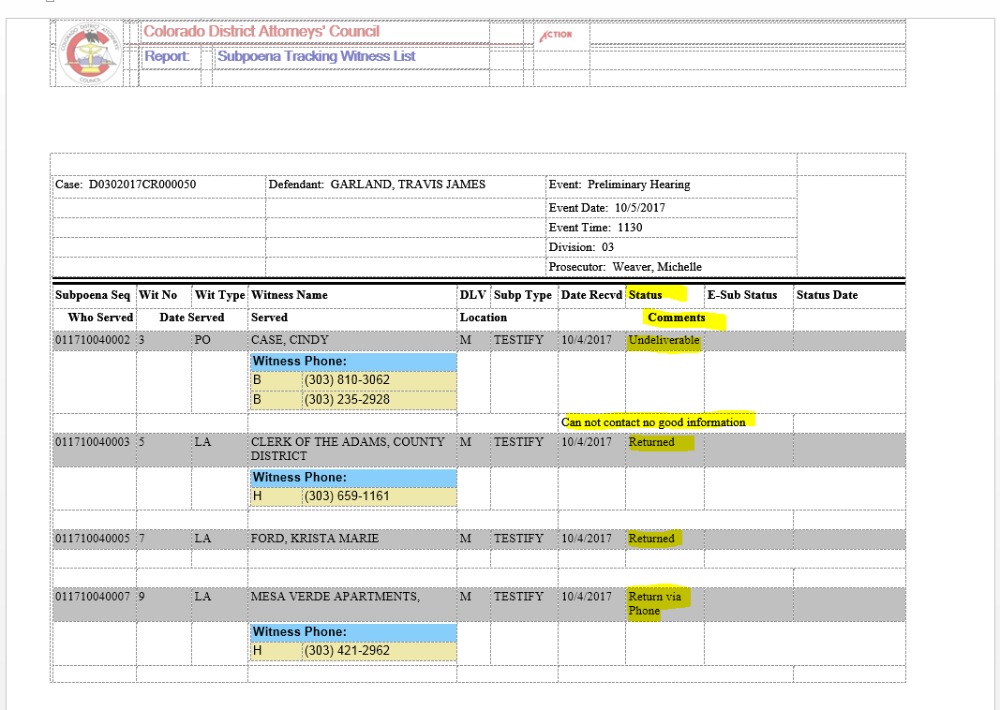 Colorado District Attorneys' Council
ACTION
Report: Subpoena Tracking Witness List
COLORADO DISTRICT ATTORNEYS
COUNCIL
Case: D0302017CR000050 Defendant: GARLAND, TRAVIS JAMES Event: Preliminary Hearing
Event Date: 10/5/2017
Event Time: 1130
Division: 03
Prosecutor: Weaver, Michelle
Subpoena Seq Wit No Wit Type Witness Name DLV Subp Type Date Recvd Status E-Sub Status Status Date
Who Served Date Served Served Location Comments
011710040002 3 PO CASE, CINDY M TESTIFY 10/4/2017 Undeliverable
Witness Phone:
B (303) 810-3062
B (303) 235-2928
Can not contact no good information
011710040003 5 LA CLERK OF THE ADAMS, COUNTY M TESTIFY 10/4/2017 Returned
DISTRICT
Witness Phone:
H (303) 659-1161
011710040005 7 LA FORD, KRISTA MARIE M TESTIFY 10/4/2017 Returned
011710040007 9 LA MESA VERDE APARTMENTS, M TESTIFY 10/4/2017 Return via
Phone
Witness Phone:
H (303) 421-2962